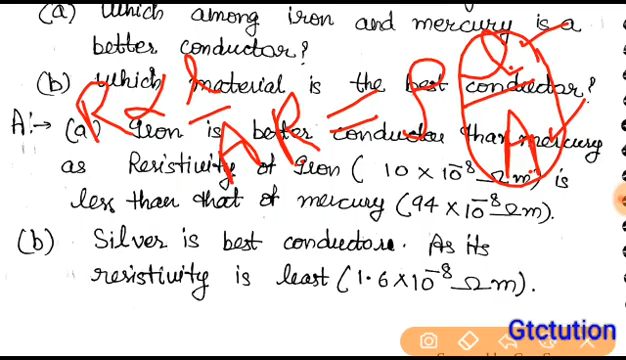 (a) Which among iron and mercury is a
better conductor?
(b) Which material is the best conductor?
A:→ (a) Iron is better conductor than mercury
as Resistivity of Iron ( 10 × 10⁻⁸ Ωm) is
less than that of mercury (94 × 10⁻⁸ Ωm).
(b) Silver is best conductor. As its
resistivity is least (1.6 × 10⁻⁸ Ωm).
R α 1/A
R = S l/A
Gtctution